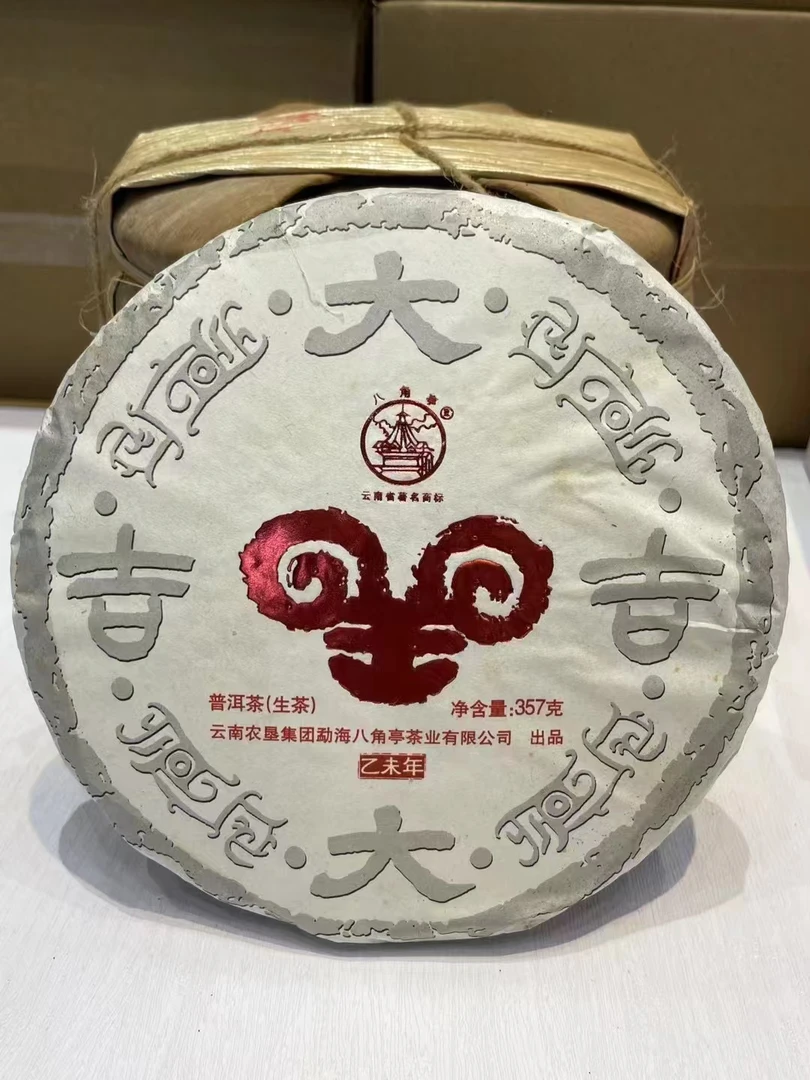 大
八角亭
云南省著名商标
吉
吉
普洱茶(生茶)
净含量:357克
云南农垦集团勐海八角亭茶业有限公司 出品
乙未年
大